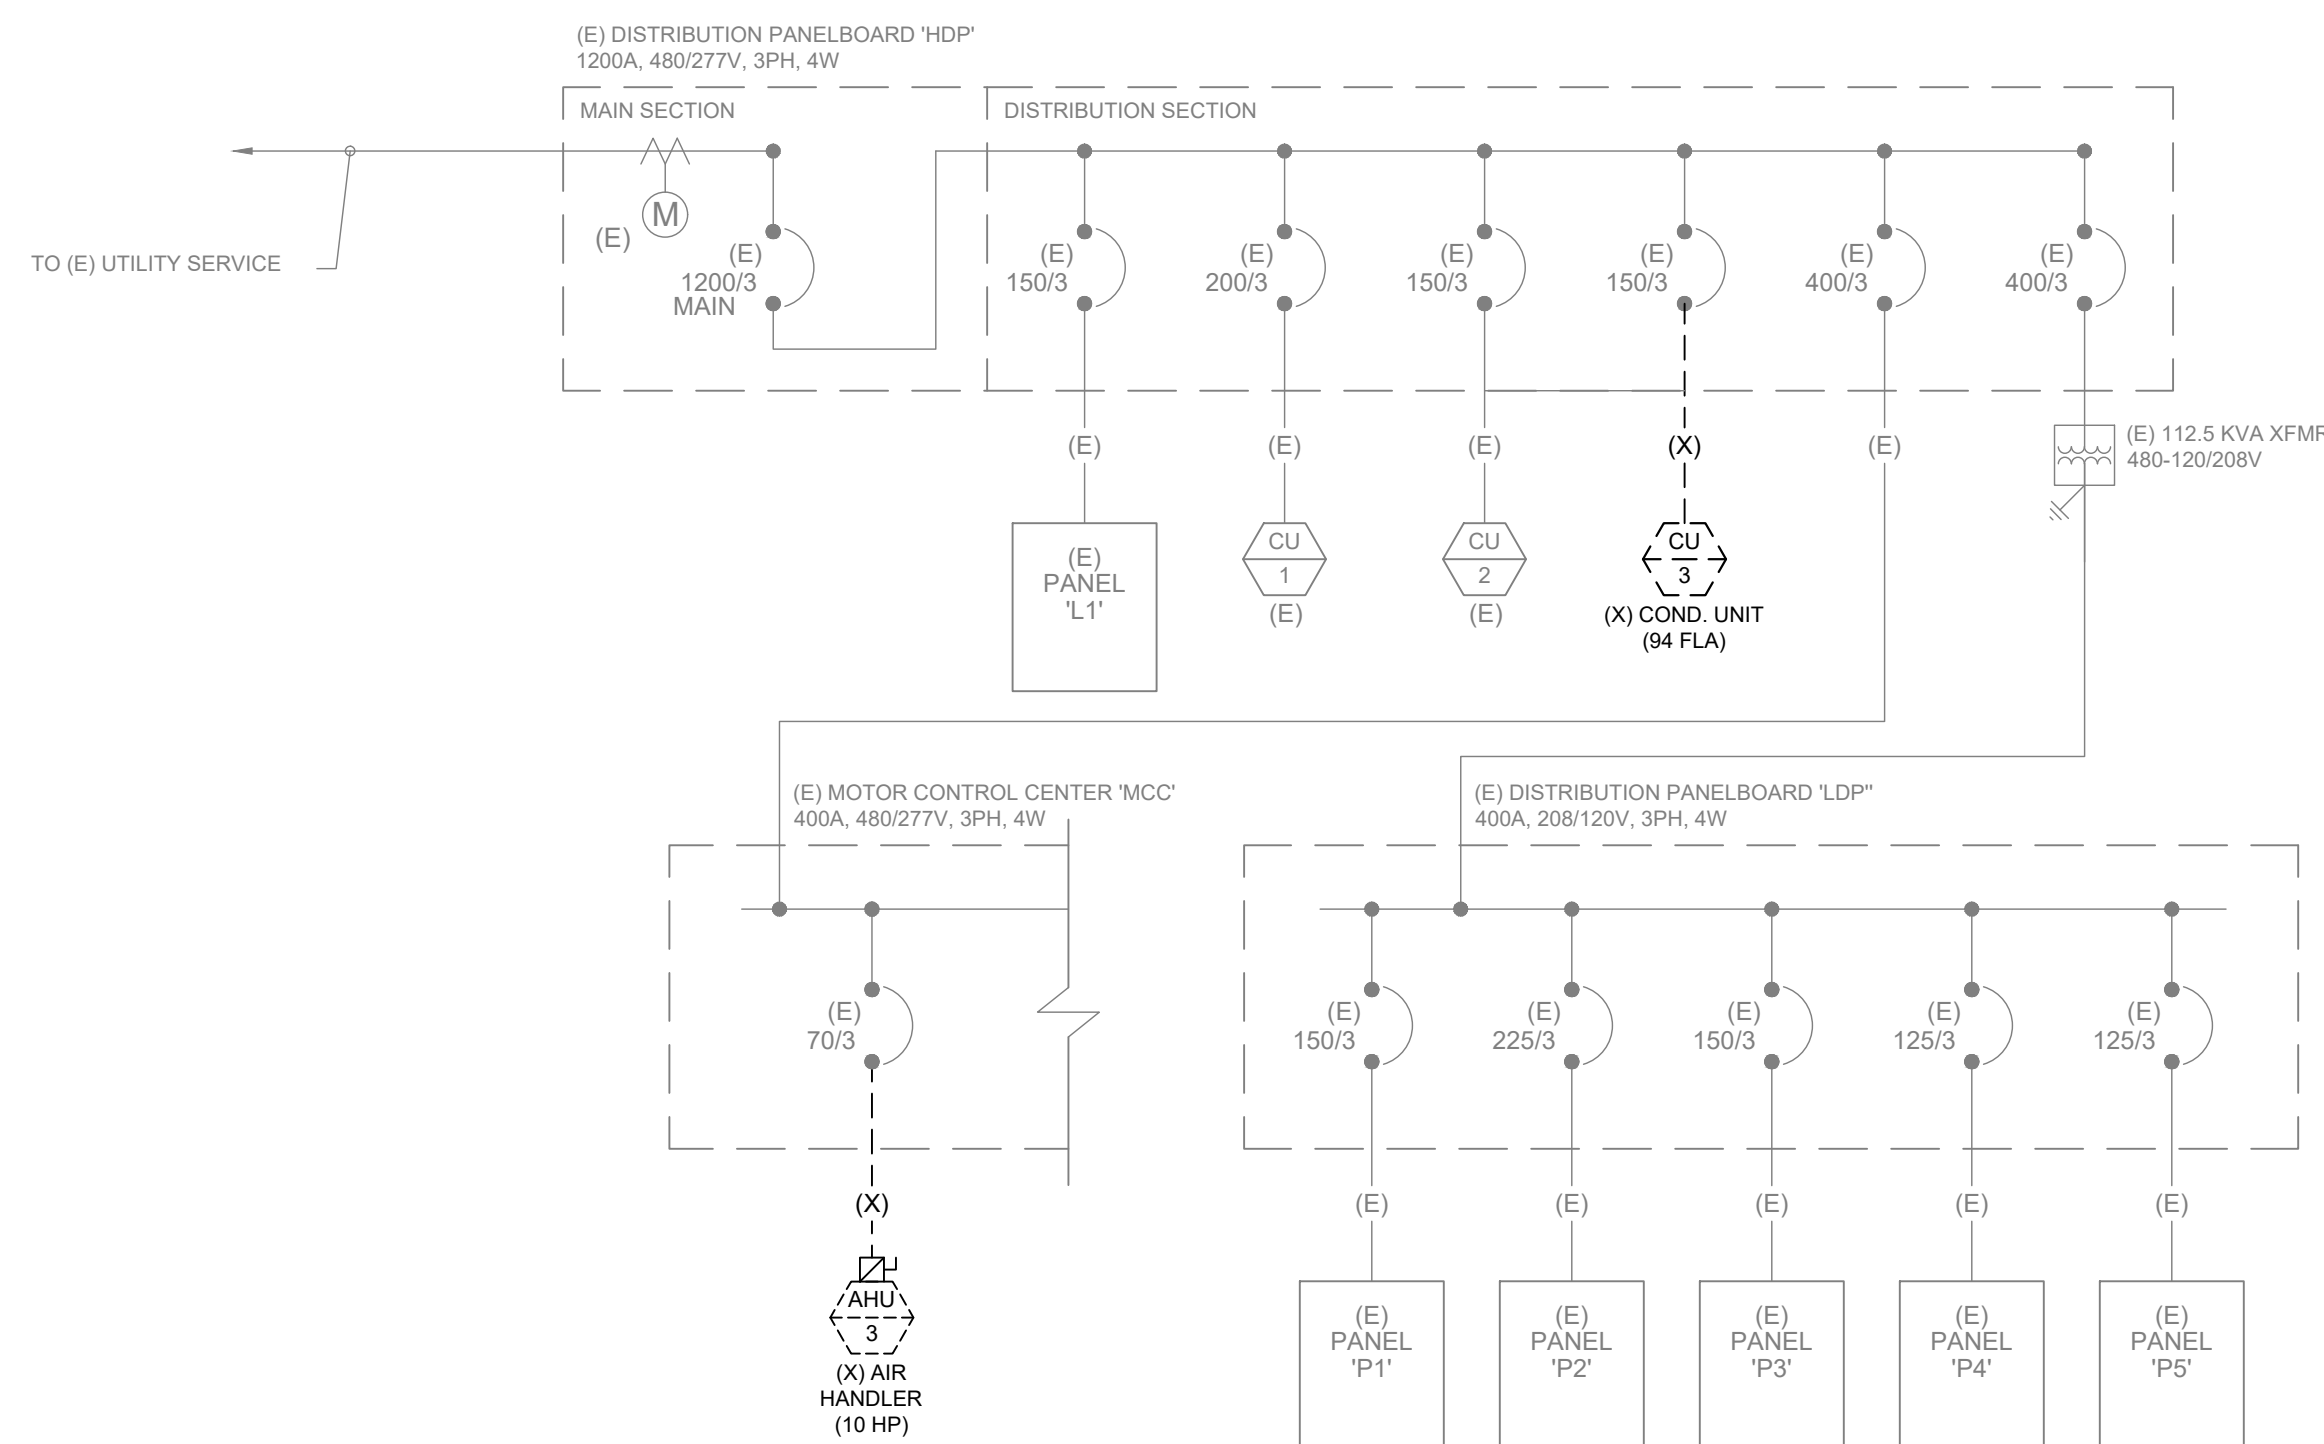 (E) DISTRIBUTION PANELBOARD 'HDP'
1200A, 480/277V, 3PH, 4W
MAIN SECTION
DISTRIBUTION SECTION
M
(E)
TO (E) UTILITY SERVICE
(E)
1200/3
MAIN
(E)
150/3
(E)
200/3
(E)
150/3
(E)
150/3
(E)
400/3
(E)
400/3
(E)
(E)
(E)
(X)
(E)
(E) 112.5 KVA XFMR
480-120/208V
(E)
PANEL
'L1'
CU
1
(E)
CU
2
(E)
CU
3
(X) COND. UNIT
(94 FLA)
(E) MOTOR CONTROL CENTER 'MCC'
400A, 480/277V, 3PH, 4W
(E) DISTRIBUTION PANELBOARD 'LDP''
400A, 208/120V, 3PH, 4W
(E)
70/3
(E)
150/3
(E)
225/3
(E)
150/3
(E)
125/3
(E)
125/3
(X)
(E)
(E)
(E)
(E)
(E)
AHU
3
(X) AIR
HANDLER
(10 HP)
(E)
PANEL
'P1'
(E)
PANEL
'P2'
(E)
PANEL
'P3'
(E)
PANEL
'P4'
(E)
PANEL
'P5'